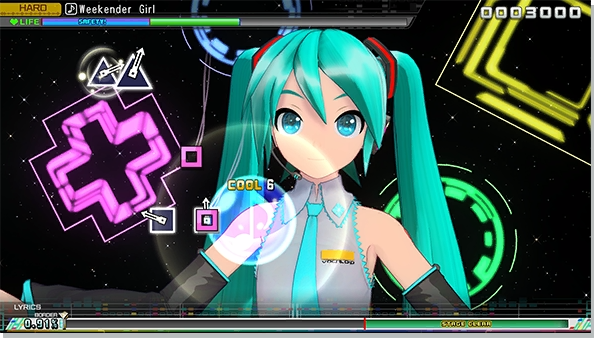 HARD
Weekender Girl
0003000
LIFE
SAFETY
COOL 6
VOCALOID
LYRICS
BORDER
0.91%
STAGE CLEAR